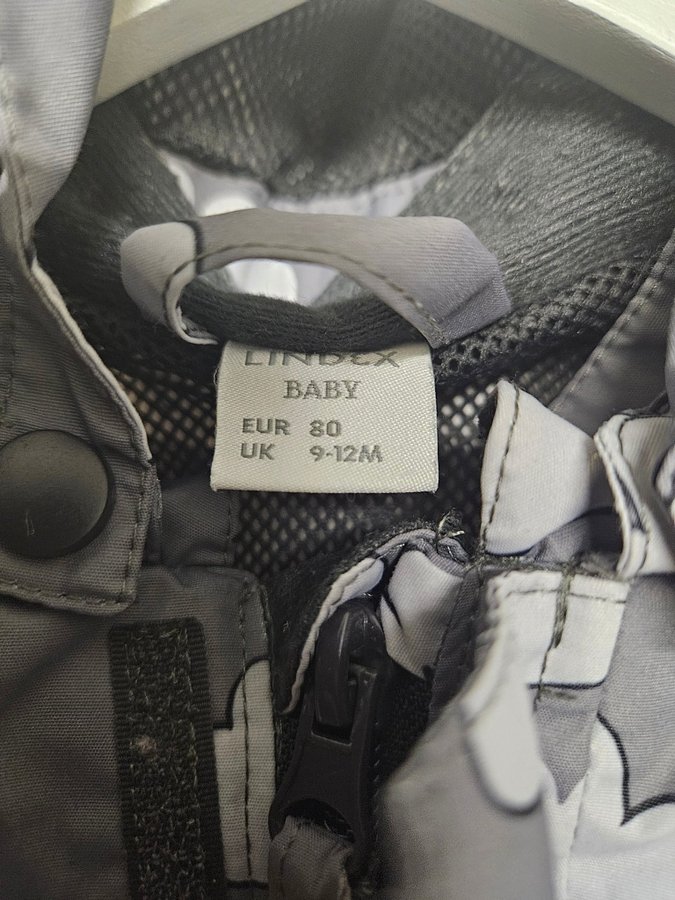 LINDEX
BABY
EUR 80
UK 9-12M